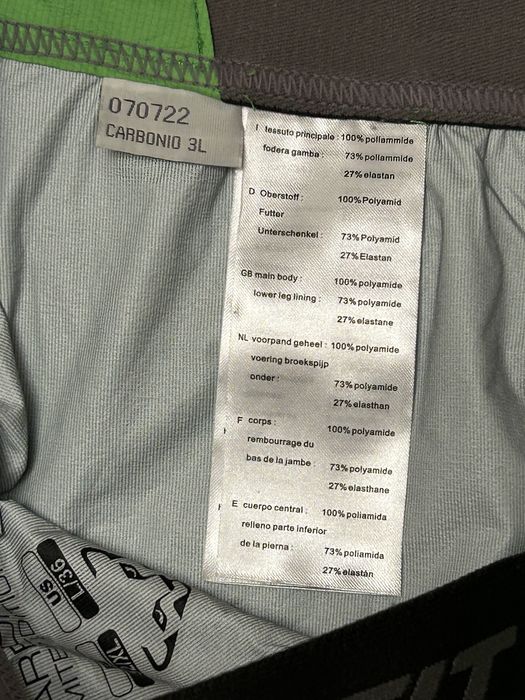 070722
CARBONIO 3L
I tessuto principale : 100% poliammide
fodera gamba : 73% poliammide
27% elastan
D Oberstoff : 100% Polyamid
Futter
Unterschenkel : 73% Polyamid
27% Elastan
GB main body : 100% polyamide
lower leg lining : 73% polyamide
27% elastane
NL voorpand geheel : 100% polyamide
voering broekspijp
onder : 73% polyamide
27% elasthan
F corps : 100% polyamide
rembourrage du
bas de la jambe : 73% polyamide
27% elasthane
E cuerpo central : 100% poliamida
relleno parte inferior
de la pierna : 73% poliamida
27% elastán
US L36